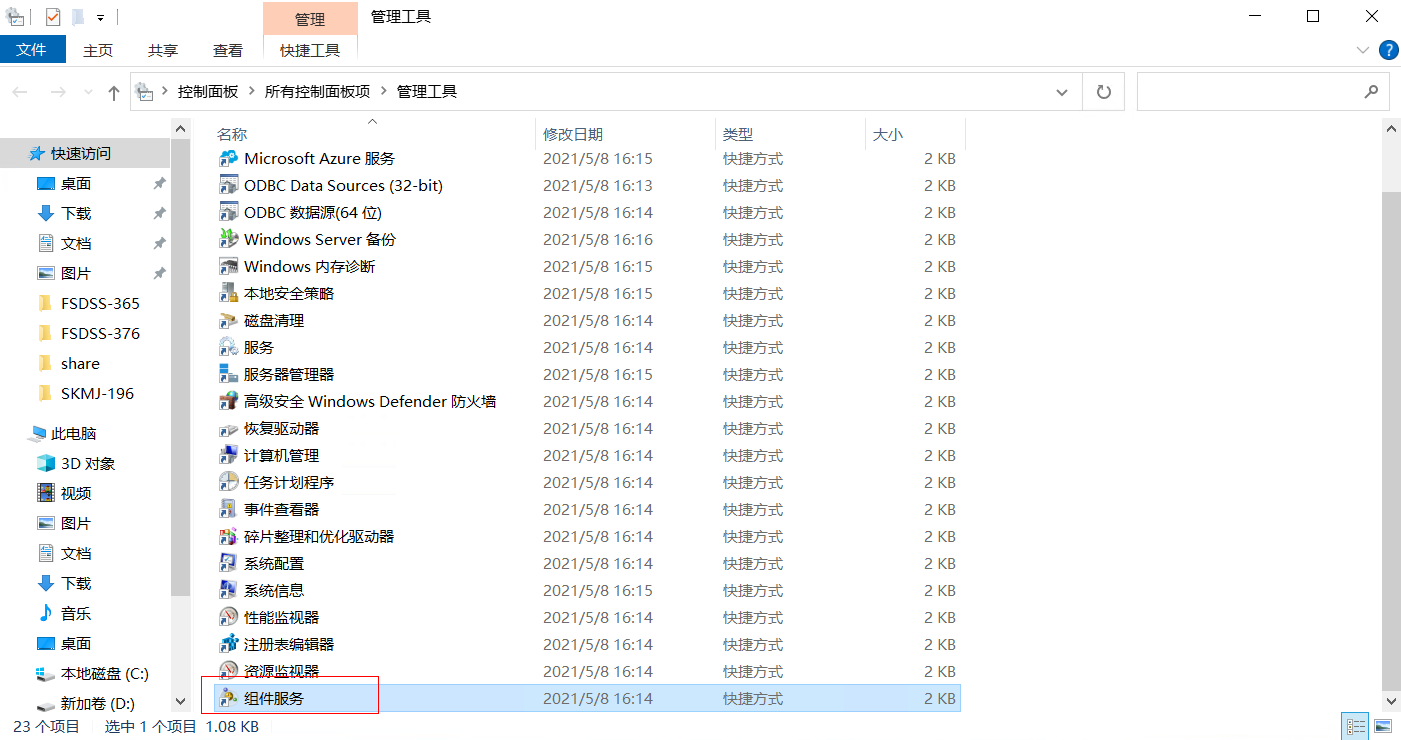 管理
管理工具
文件
主页
共享
查看
快捷工具
?
控制面板 > 所有控制面板项 > 管理工具
名称
修改日期
类型
大小
快速访问
桌面
下载
文档
图片
FSDSS-365
FSDSS-376
share
SKMJ-196
此电脑
3D 对象
视频
图片
文档
下载
音乐
桌面
本地磁盘 (C:)
新加卷 (D:)
Microsoft Azure 服务 2021/5/8 16:15 快捷方式 2 KB
ODBC Data Sources (32-bit) 2021/5/8 16:13 快捷方式 2 KB
ODBC 数据源(64 位) 2021/5/8 16:14 快捷方式 2 KB
Windows Server 备份 2021/5/8 16:16 快捷方式 2 KB
Windows 内存诊断 2021/5/8 16:15 快捷方式 2 KB
本地安全策略 2021/5/8 16:15 快捷方式 2 KB
磁盘清理 2021/5/8 16:14 快捷方式 2 KB
服务 2021/5/8 16:14 快捷方式 2 KB
服务器管理器 2021/5/8 16:15 快捷方式 2 KB
高级安全 Windows Defender 防火墙 2021/5/8 16:14 快捷方式 2 KB
恢复驱动器 2021/5/8 16:14 快捷方式 2 KB
计算机管理 2021/5/8 16:14 快捷方式 2 KB
任务计划程序 2021/5/8 16:14 快捷方式 2 KB
事件查看器 2021/5/8 16:14 快捷方式 2 KB
碎片整理和优化驱动器 2021/5/8 16:14 快捷方式 2 KB
系统配置 2021/5/8 16:14 快捷方式 2 KB
系统信息 2021/5/8 16:15 快捷方式 2 KB
性能监视器 2021/5/8 16:14 快捷方式 2 KB
注册表编辑器 2021/5/8 16:14 快捷方式 2 KB
资源监视器 2021/5/8 16:14 快捷方式 2 KB
组件服务 2021/5/8 16:14 快捷方式 2 KB
23 个项目
选中 1 个项目 1.08 KB